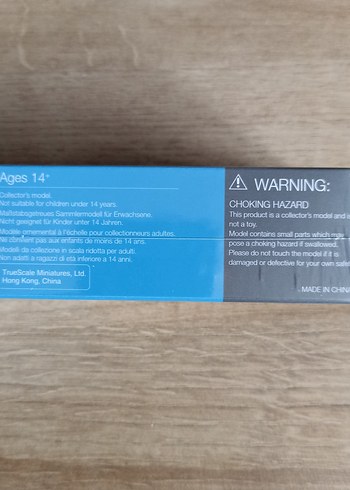 Ages 14+
Collector's model
Not suitable for children under 14 years.
Maßstabsgetreues Sammlermodell für Erwachsene.
Nicht geeignet für Kinder unter 14 Jahren.
Modèle ornemental à l'échelle pour collectionneurs adultes.
Ne convient pas aux enfants de moins de 14 ans.
Modelli da collezione in scala ridotta per adulti.
Non adatti a ragazzi di età inferiore a 14 anni.
TrueScale Miniatures, Ltd.
Hong Kong, China
WARNING:
CHOKING HAZARD
This product is a collector's model and is
not a toy.
Model contains small parts which may
pose a choking hazard if swallowed.
Please do not touch the model if it is
damaged or defective for your own safet
MADE IN CHINA